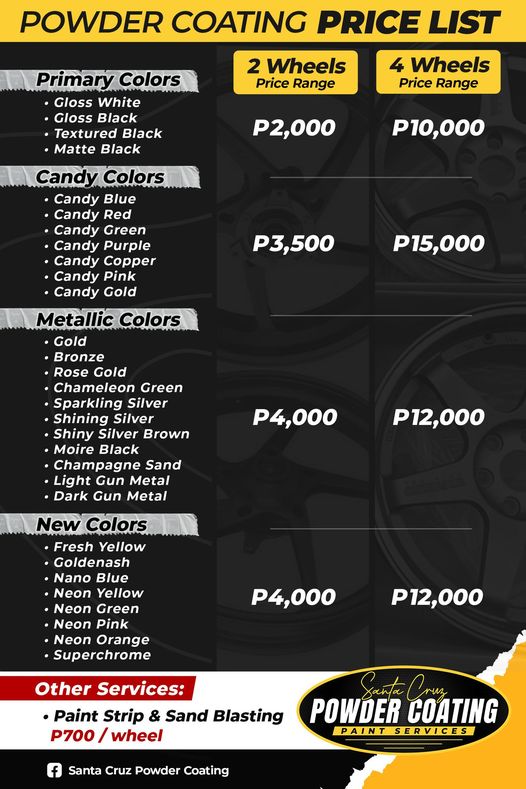 POWDER COATING PRICE LIST
2 Wheels
Price Range
4 Wheels
Price Range
Primary Colors
• Gloss White
• Gloss Black
• Textured Black
• Matte Black
P2,000
P10,000
Candy Colors
• Candy Blue
• Candy Red
• Candy Green
• Candy Purple
• Candy Copper
• Candy Pink
• Candy Gold
P3,500
P15,000
Metallic Colors
• Gold
• Bronze
• Rose Gold
• Chameleon Green
• Sparkling Silver
• Shining Silver
• Shiny Silver Brown
• Moire Black
• Champagne Sand
• Light Gun Metal
• Dark Gun Metal
P4,000
P12,000
New Colors
• Fresh Yellow
• Goldenash
• Nano Blue
• Neon Yellow
• Neon Green
• Neon Pink
• Neon Orange
• Superchrome
P4,000
P12,000
Other Services:
• Paint Strip & Sand Blasting
P700 / wheel
Santa Cruz
POWDER COATING
PAINT SERVICES
Santa Cruz Powder Coating